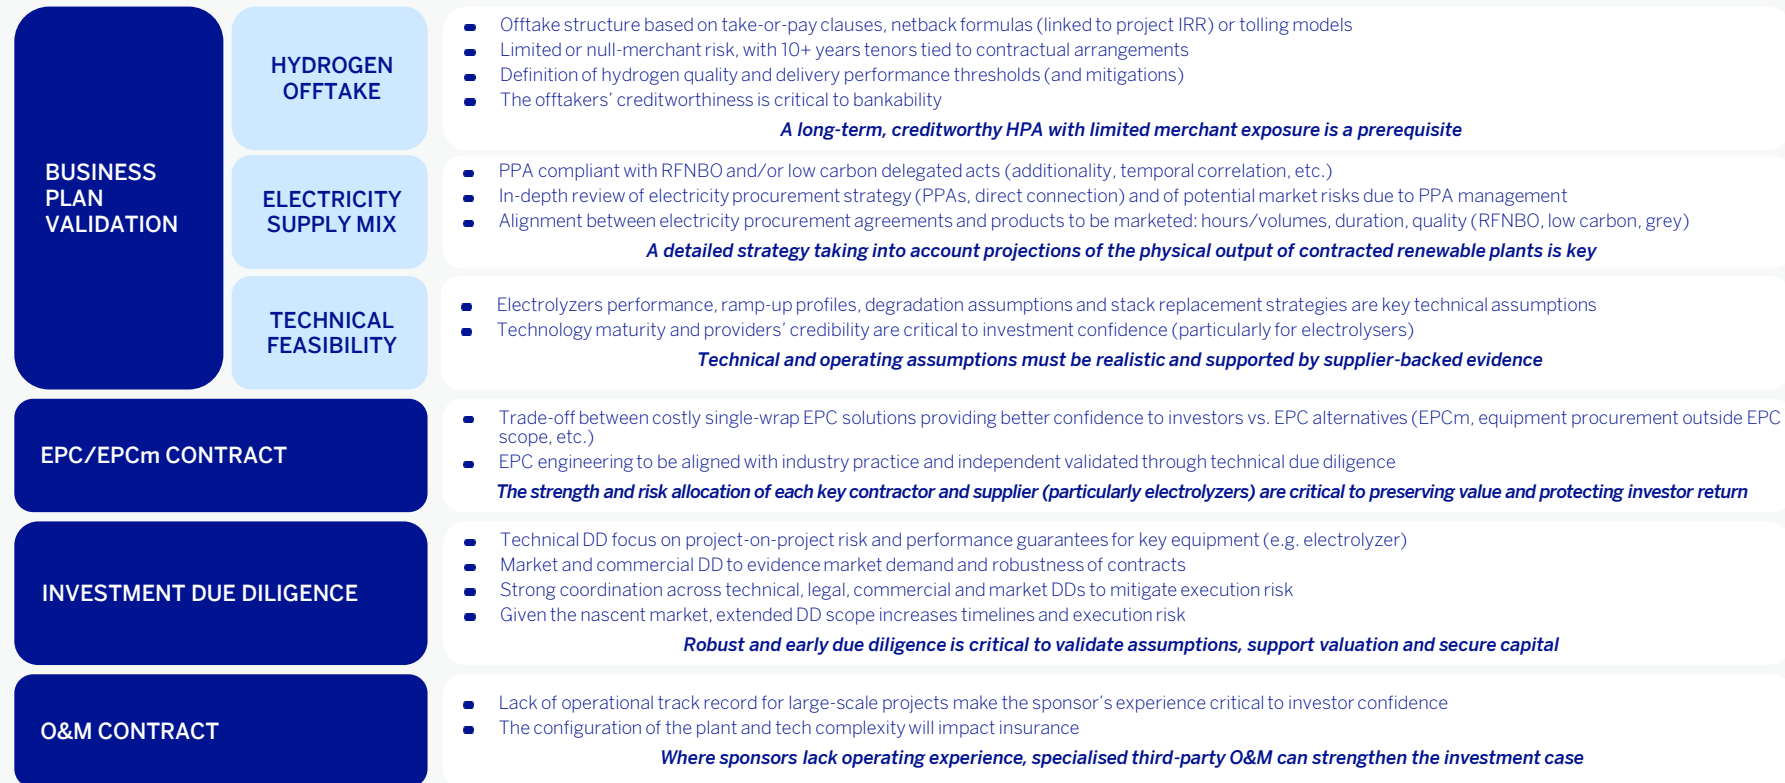 BUSINESS
PLAN
VALIDATION
HYDROGEN
OFFTAKE
Offtake structure based on take-or-pay clauses, netback formulas (linked to project IRR) or tolling models
Limited or null-merchant risk, with 10+ years tenors tied to contractual arrangements
Definition of hydrogen quality and delivery performance thresholds (and mitigations)
The offtakers’ creditworthiness is critical to bankability
A long-term, creditworthy HPA with limited merchant exposure is a prerequisite
ELECTRICITY
SUPPLY MIX
PPA compliant with RFNBO and/or low carbon delegated acts (additionality, temporal correlation, etc.)
In-depth review of electricity procurement strategy (PPAs, direct connection) and of potential market risks due to PPA management
Alignment between electricity procurement agreements and products to be marketed: hours/volumes, duration, quality (RFNBO, low carbon, grey)
A detailed strategy taking into account projections of the physical output of contracted renewable plants is key
TECHNICAL
FEASIBILITY
Electrolyzers performance, ramp-up profiles, degradation assumptions and stack replacement strategies are key technical assumptions
Technology maturity and providers’ credibility are critical to investment confidence (particularly for electrolysers)
Technical and operating assumptions must be realistic and supported by supplier-backed evidence
EPC/EPCm CONTRACT
Trade-off between costly single-wrap EPC solutions providing better confidence to investors vs. EPC alternatives (EPCm, equipment procurement outside EPC
scope, etc.)
EPC engineering to be aligned with industry practice and independent validated through technical due diligence
The strength and risk allocation of each key contractor and supplier (particularly electrolyzers) are critical to preserving value and protecting investor return
INVESTMENT DUE DILIGENCE
Technical DD focus on project-on-project risk and performance guarantees for key equipment (e.g. electrolyzer)
Market and commercial DD to evidence market demand and robustness of contracts
Strong coordination across technical, legal, commercial and market DDs to mitigate execution risk
Given the nascent market, extended DD scope increases timelines and execution risk
Robust and early due diligence is critical to validate assumptions, support valuation and secure capital
O&M CONTRACT
Lack of operational track record for large-scale projects make the sponsor’s experience critical to investor confidence
The configuration of the plant and tech complexity will impact insurance
Where sponsors lack operating experience, specialised third-party O&M can strengthen the investment case